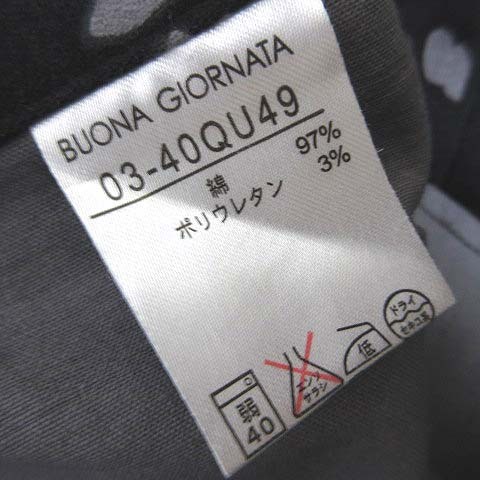 BUONA GIORNATA
03-40QU49
綿 97%
ポリウレタン 3%
弱
40
エンソ
サラシ
低
ドライ
セキユ系